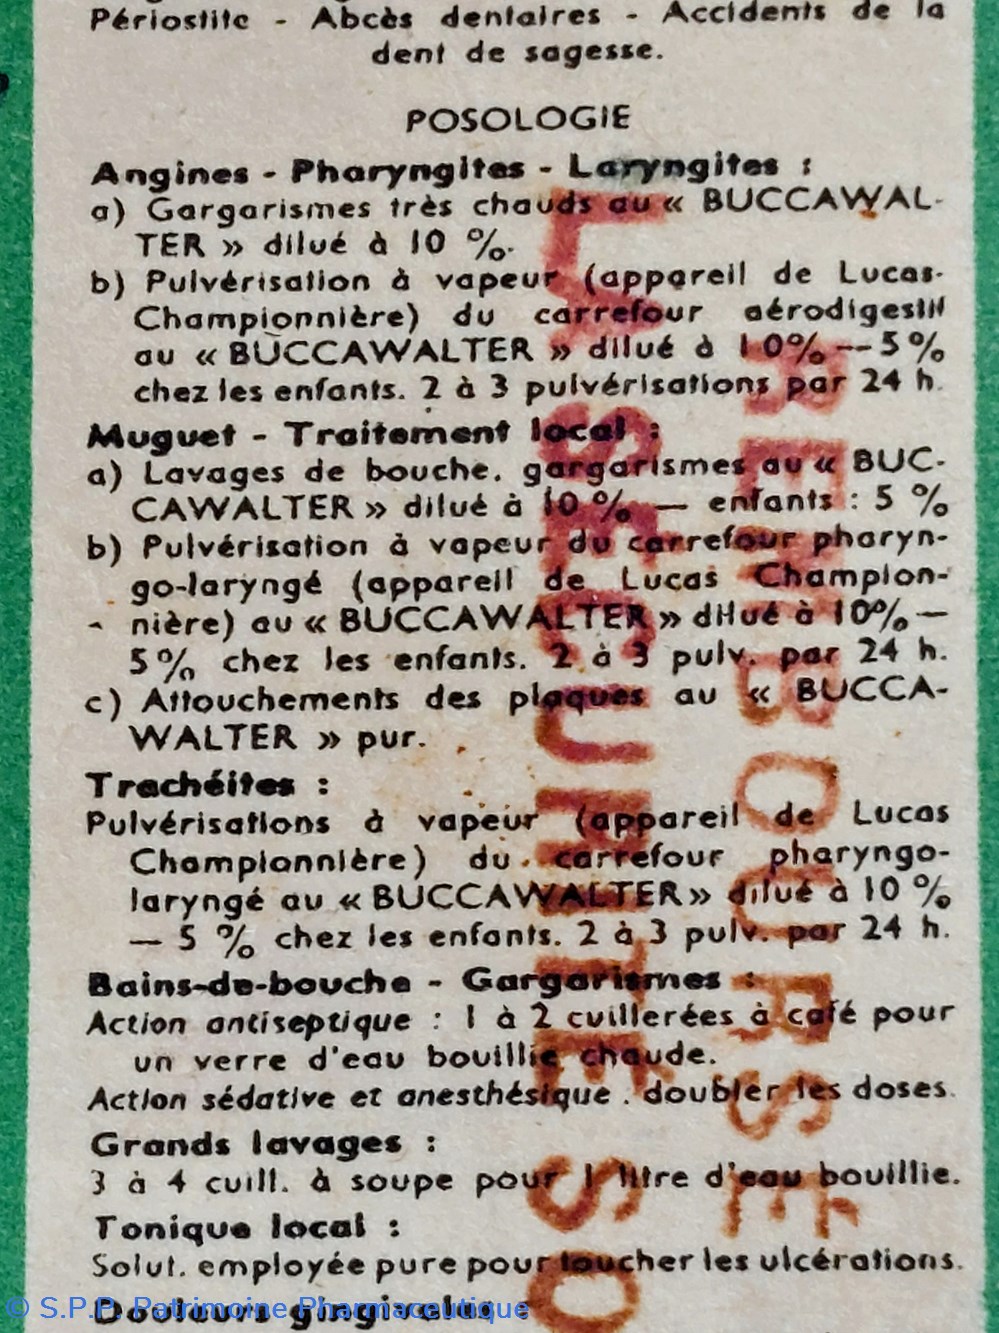 Périostite - Abcès dentaires - Accidents de la
dent de sagesse.
POSOLOGIE
Angines - Pharyngites - Laryngites :
a) Gargarismes très chauds au « BUCCAWAL-
TER » dilué à 10 %.
b) Pulvérisation à vapeur (appareil de Lucas-
Championnière) du carrefour aérodigestif
au « BUCCAWALTER » dilué à 10% — 5 %
chez les enfants. 2 à 3 pulvérisations par 24 h.
Muguet - Traitement local :
a) Lavages de bouche. gargarismes au « BUC-
CAWALTER » dilué à 10 % — enfants : 5 %
b) Pulvérisation à vapeur du carrefour pharyn-
go-laryngé (appareil de Lucas Champion-
nière) au « BUCCAWALTER » dilué à 10% —
5 % chez les enfants. 2 à 3 pulv. par 24 h.
c) Attouchements des plaques au « BUCCA-
WALTER » pur.
Trachéites :
Pulvérisations à vapeur (appareil de Lucas
Championnière) du carrefour pharyngo-
laryngé au « BUCCAWALTER » dilué à 10 %
— 5 % chez les enfants. 2 à 3 pulv. par 24 h.
Bains-de-bouche - Gargarismes :
Action antiseptique : 1 à 2 cuillerées à café pour
un verre d'eau bouillie chaude.
Action sédative et anesthésique : doubler les doses.
Grands lavages :
3 à 4 cuill. à soupe pour 1 litre d'eau bouillie.
Tonique local :
Solut. employée pure pour toucher les ulcérations.
Douleurs gingivales :
REMBOURSÉ
LA SÉCURITÉ SO
© S.P.P. Patrimoine Pharmaceutique